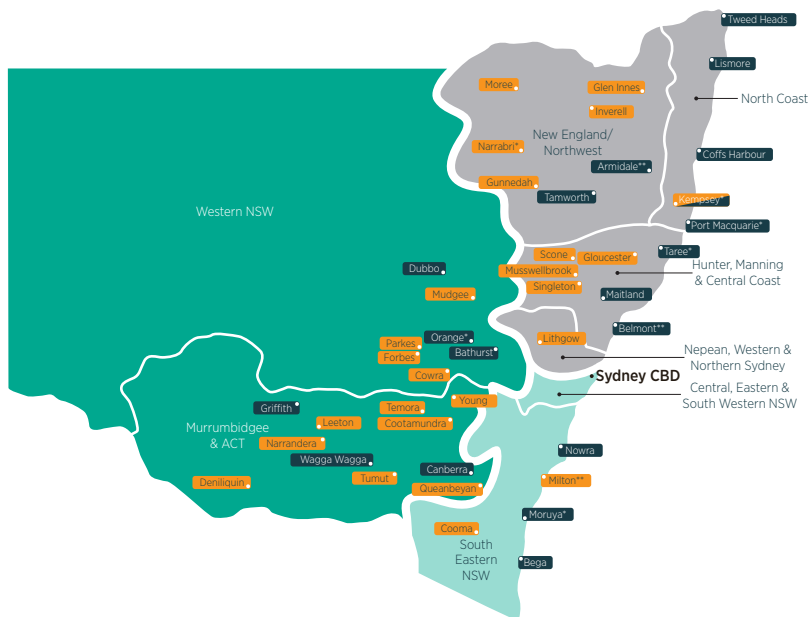 Tweed Heads
Lismore
Moree
Glen Innes
North Coast
Inverell
New England/
Northwest
Narrabri*
Coffs Harbour
Armidale**
Gunnedah
Tamworth
Kempsey*
Western NSW
Port Macquarie*
Taree*
Scone
Gloucester
Hunter, Manning
& Central Coast
Dubbo
Musswellbrook
Singleton
Mudgee
Maitland
Belmont**
Orange*
Lithgow
Parkes
Bathurst*
Forbes
Nepean, Western &
Northern Sydney
Cowra
Sydney CBD
Central, Eastern &
South Western NSW
Young
Griffith
Temora
Leeton
Cootamundra
Murrumbidgee
& ACT
Narrandera
Nowra
Wagga Wagga
Canberra
Tumut
Milton**
Deniliquin
Queanbeyan
Moruya*
Cooma
South
Eastern
NSW
Bega